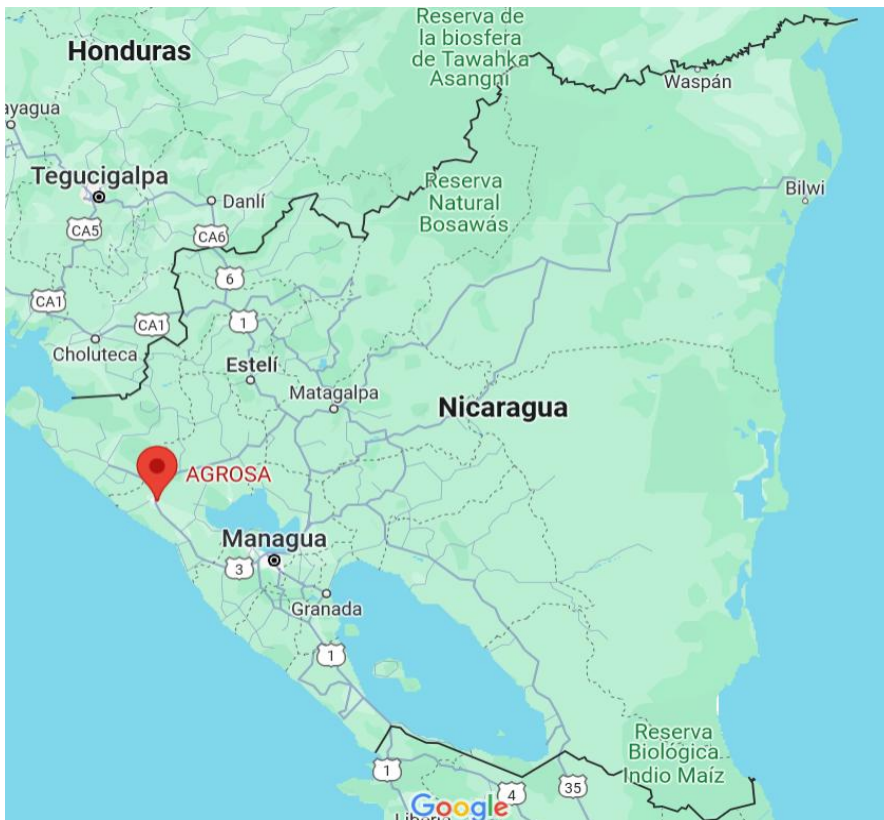 Reserva de
la biosfera
de Tawahka
Asangni
Honduras
Waspán
ayagua
Tegucigalpa
Danlí
Reserva
Natural
Bosawás
Bilwi
CA5
CA6
6
CA1
CA1
1
Choluteca
Estelí
Matagalpa
Nicaragua
AGROSA
Managua
3
Granada
1
Reserva
Biológica
Indio Maíz
1
4
35
Google